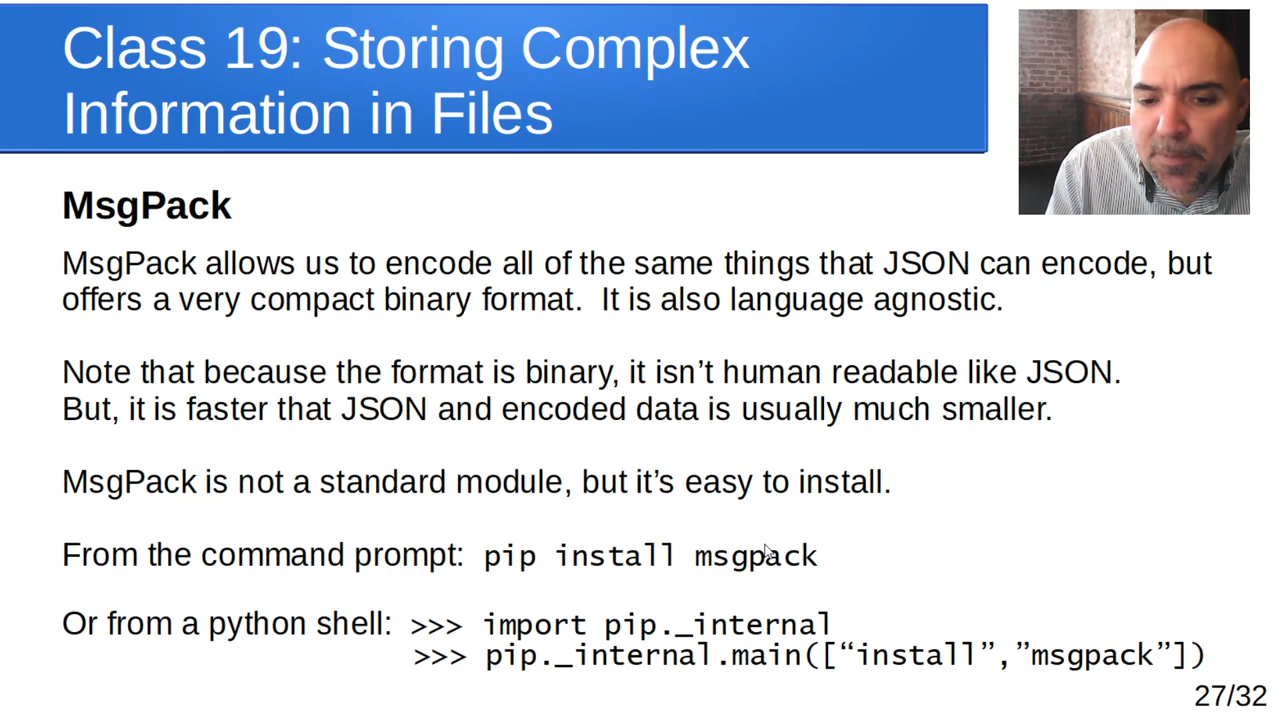 Class 19: Storing Complex
Information in Files
MsgPack
MsgPack allows us to encode all of the same things that JSON can encode, but
offers a very compact binary format.  It is also language agnostic.
Note that because the format is binary, it isn’t human readable like JSON.
But, it is faster that JSON and encoded data is usually much smaller.
MsgPack is not a standard module, but it’s easy to install.
From the command prompt:  pip install msgpack
Or from a python shell:  >>> import pip._internal
>>> pip._internal.main([“install”,”msgpack”])
27/32